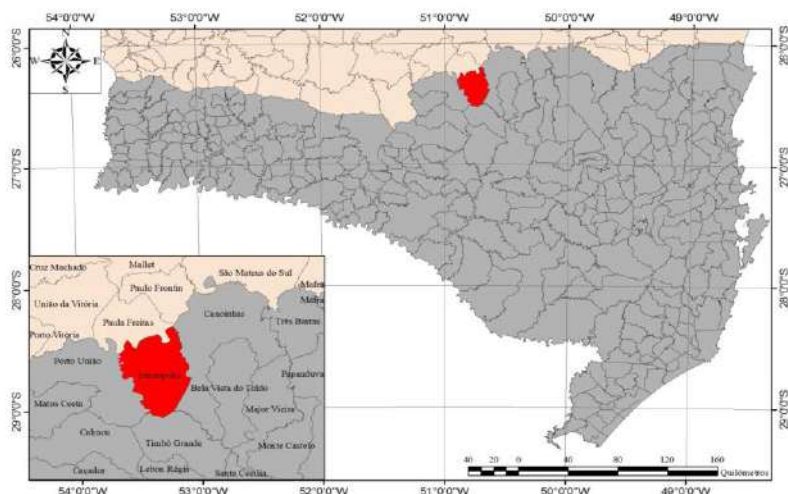 54°0'0"W 53°0'0"W 52°0'0"W 51°0'0"W 50°0'0"W 49°0'0"W
N
W E
S
26°0'0"S 26°0'0"S
27°0'0"S 27°0'0"S
28°0'0"S 28°0'0"S
29°0'0"S 29°0'0"S
Cruz Machado
Mallet
São Mateus do Sul
Paulo Frontin
União da Vitória
Canoinhas
Três Barras
Paula Freitas
Porto Vitória
Porto União
Irineópolis
Bela Vista do Toldo
Papanduva
Matos Costa
Major Vieira
Calmon
Timbó Grande
Monte Castelo
Caçador
Lebon Régis
Santa Cecília
40 20 0 40 80 120 160
Quilómetros
54°0'0"W 53°0'0"W 52°0'0"W 51°0'0"W 50°0'0"W 49°0'0"W